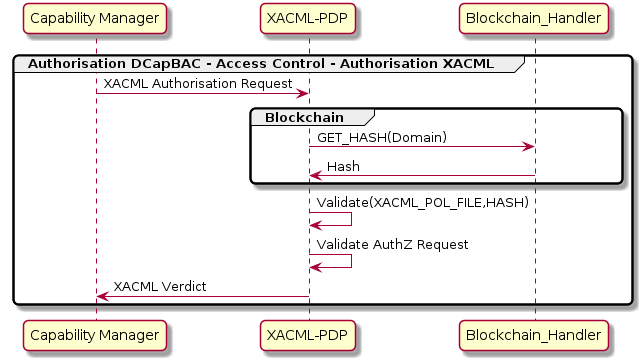 Capability Manager
XACML-PDP
Blockchain_Handler
Authorisation DCapBAC - Access Control - Authorisation XACML
XACML Authorisation Request
Blockchain
GET_HASH(Domain)
Hash
Validate(XACML_POL_FILE,HASH)
Validate AuthZ Request
XACML Verdict
Capability Manager
XACML-PDP
Blockchain_Handler